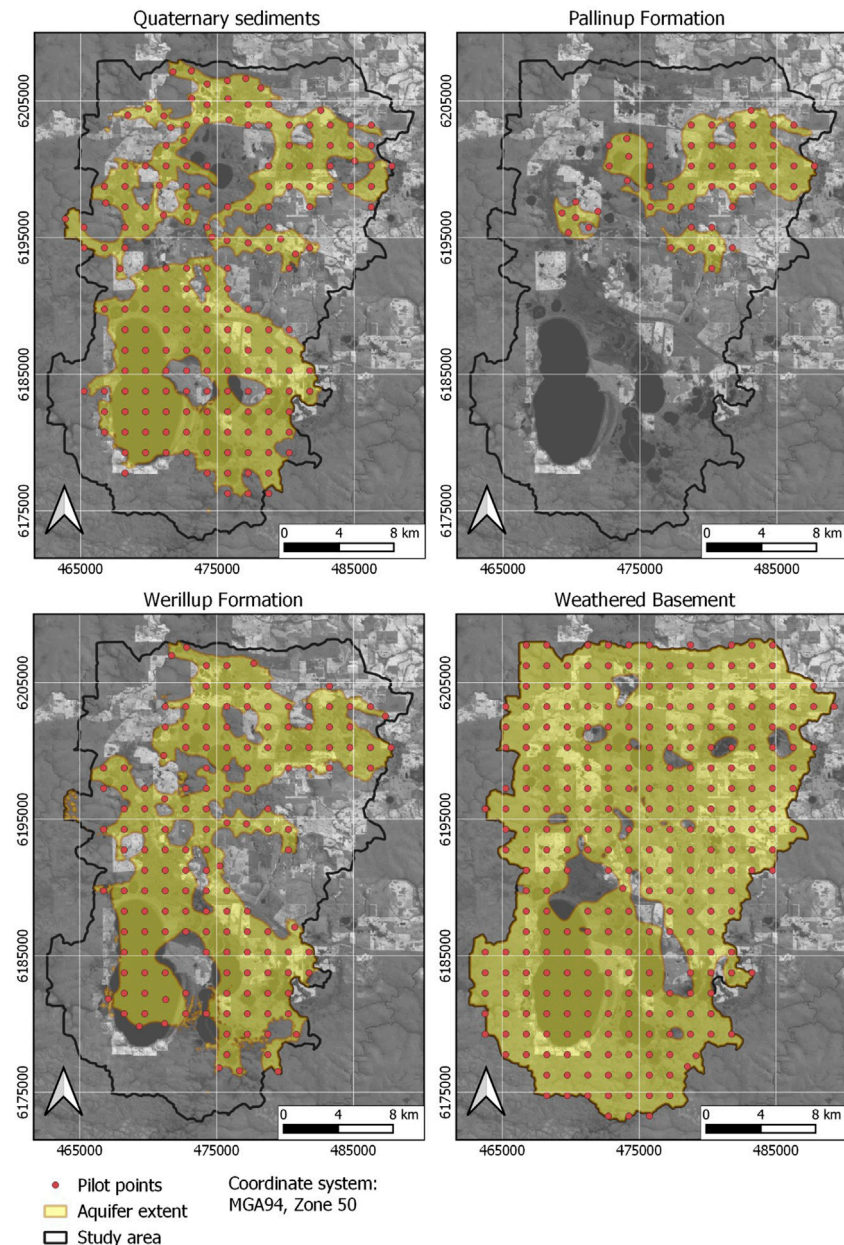 Quaternary sediments
Pallinup Formation
6205000
6195000
6185000
6175000
0 4 8 km
465000 475000 485000
6205000
6195000
6185000
6175000
0 4 8 km
465000 475000 485000
Werillup Formation
Weathered Basement
6205000
6195000
6185000
6175000
0 4 8 km
465000 475000 485000
6205000
6195000
6185000
6175000
0 4 8 km
465000 475000 485000
Pilot points
Aquifer extent
Study area
Coordinate system:
MGA94, Zone 50